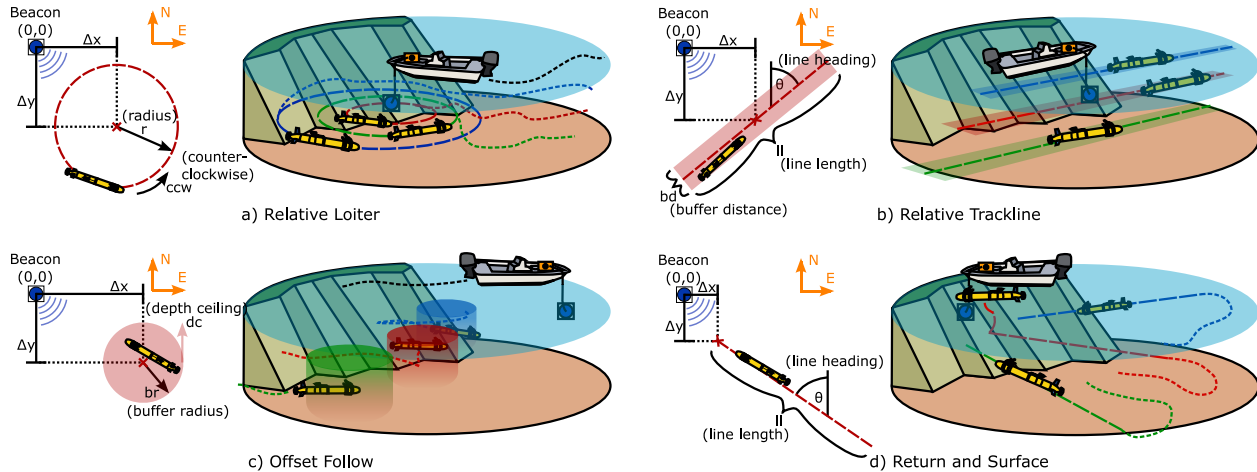 Beacon
(0,0)
Δx
N
E
Δy
(radius)
r
(counter-
clockwise)
ccw
a) Relative Loiter
Beacon
(0,0)
Δx
N
E
Δy
(line heading)
θ
ll
(line length)
bd
(buffer distance)
b) Relative Trackline
Beacon
(0,0)
Δx
N
E
(depth ceiling)
dc
Δy
br
(buffer radius)
c) Offset Follow
Beacon
(0,0)
Δx
N
E
Δy
(line heading)
θ
ll
(line length)
d) Return and Surface